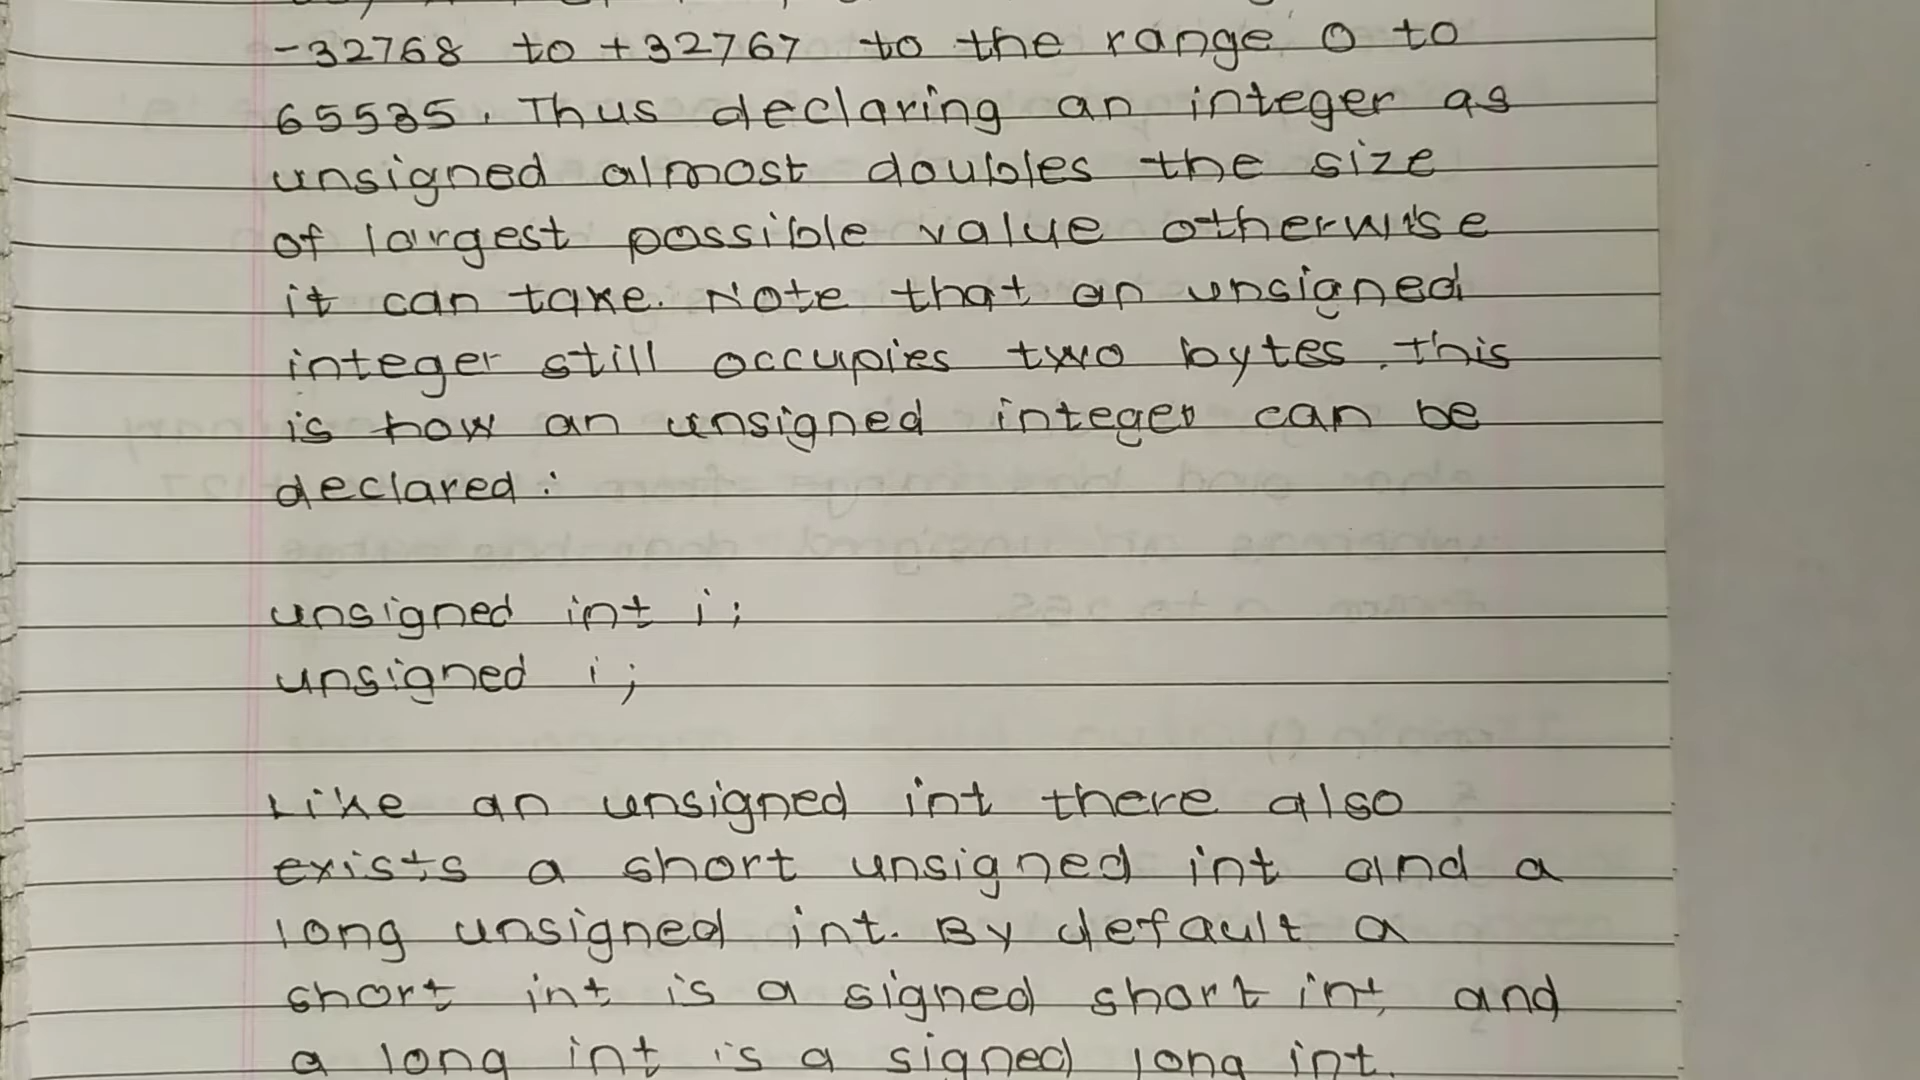 -32768 to +32767 to the range 0 to
65535. Thus declaring an integer as
unsigned almost doubles the size
of largest possible value otherwise
it can take. Note that an unsigned
integer still occupies two bytes. This
is how an unsigned integer can be
declared:
unsigned int i;
unsigned i;
Like an unsigned int there also
exists a short unsigned int and a
long unsigned int. By default a
short int is a signed short int and
a long int is a signed long int.